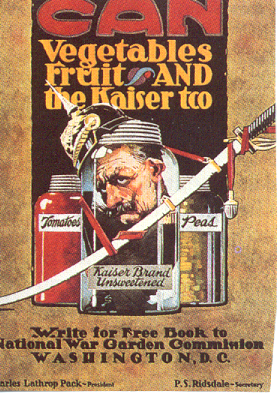 CAN
Vegetables
Fruit AND
the Kaiser too
Tomatoes
Peas
Kaiser Brand
Unsweetened
Write for Free Book to
National War Garden Commission
WASHINGTON, D.C.
arles Lathrop Pack-President
P.S. Ridsdale-Secretary